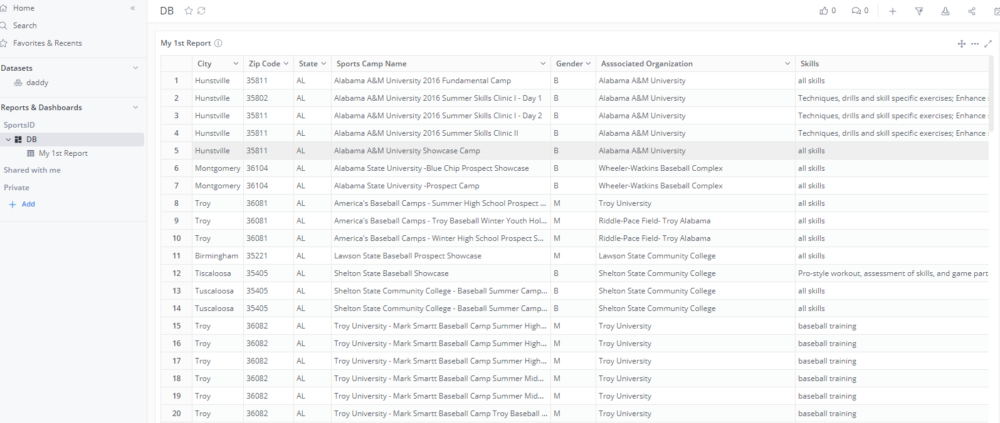 Home «
Search
Favorites & Recents
Datasets
daddy
Reports & Dashboards
SportsID
DB
My 1st Report
Shared with me
Private
+ Add
DB 0 0
My 1st Report
City Zip Code State Sports Camp Name Gender Asssociated Organization Skills
1 Hunstville 35811 AL Alabama A&M University 2016 Fundamental Camp B Alabama A&M University all skills
2 Hunstville 35802 AL Alabama A&M University 2016 Summer Skills Clinic I - Day 1 B Alabama A&M University Techniques, drills and skill specific exercises; Enhance
3 Hunstville 35811 AL Alabama A&M University 2016 Summer Skills Clinic I - Day 2 B Alabama A&M University Techniques, drills and skill specific exercises; Enhance
4 Hunstville 35811 AL Alabama A&M University 2016 Summer Skills Clinic II B Alabama A&M University Techniques, drills and skill specific exercises; Enhance
5 Hunstville 35811 AL Alabama A&M University Showcase Camp B Alabama A&M University all skills
6 Montgomery 36104 AL Alabama State University -Blue Chip Prospect Showcase B Wheeler-Watkins Baseball Complex all skills
7 Montgomery 36104 AL Alabama State University -Prospect Camp B Wheeler-Watkins Baseball Complex all skills
8 Troy 36081 AL America's Baseball Camps - Summer High School Prospect ... M Troy University all skills
9 Troy 36081 AL America's Baseball Camps - Troy Baseball Winter Youth Hol... M Riddle-Pace Field- Troy Alabama all skills
10 Troy 36081 AL America's Baseball Camps - Winter High School Prospect S... M Riddle-Pace Field- Troy Alabama all skills
11 Birmingham 35221 AL Lawson State Baseball Prospect Showcase M Lawson State Community College all skills
12 Tiscaloosa 35405 AL Shelton State Baseball Showcase B Shelton State Community College Pro-style workout, assessment of skills, and game part
13 Tuscaloosa 35405 AL Shelton State Community College - Baseball Summer Camp... B Shelton State Community College all skills
14 Tuscaloosa 35405 AL Shelton State Community College - Baseball Summer Camp... B Shelton State Community College all skills
15 Troy 36082 AL Troy University - Mark Smartt Baseball Camp Summer High... M Troy University baseball training
16 Troy 36082 AL Troy University - Mark Smartt Baseball Camp Summer High... M Troy University baseball training
17 Troy 36082 AL Troy University - Mark Smartt Baseball Camp Summer High... M Troy University baseball training
18 Troy 36082 AL Troy University - Mark Smartt Baseball Camp Summer Mid... M Troy University baseball training
19 Troy 36082 AL Troy University - Mark Smartt Baseball Camp Summer Mid... M Troy University baseball training
20 Troy 36082 AL Troy University - Mark Smartt Baseball Camp Troy Baseball ... M Troy University baseball training